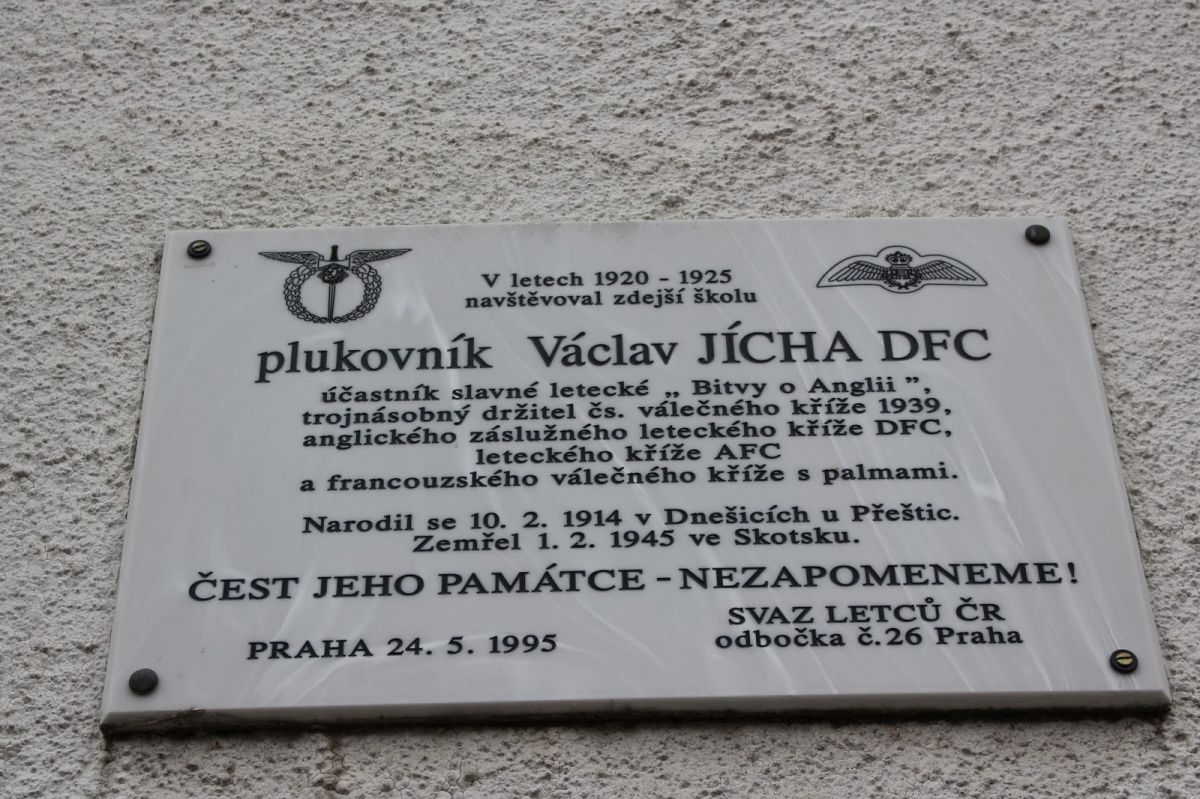 V letech 1920 - 1925
navštěvoval zdejší školu
plukovník Václav JÍCHA DFC
účastník slavné letecké „ Bitvy o Anglii ”,
trojnásobný držitel čs. válečného kříže 1939,
anglického záslužného leteckého kříže DFC,
leteckého kříže AFC
a francouzského válečného kříže s palmami.
Narodil se 10. 2. 1914 v Dnešicích u Přeštic.
Zemřel 1. 2. 1945 ve Skotsku.
ČEST JEHO PAMÁTCE - NEZAPOMENEME!
SVAZ LETCŮ ČR
odbočka č.26 Praha
PRAHA 24. 5. 1995